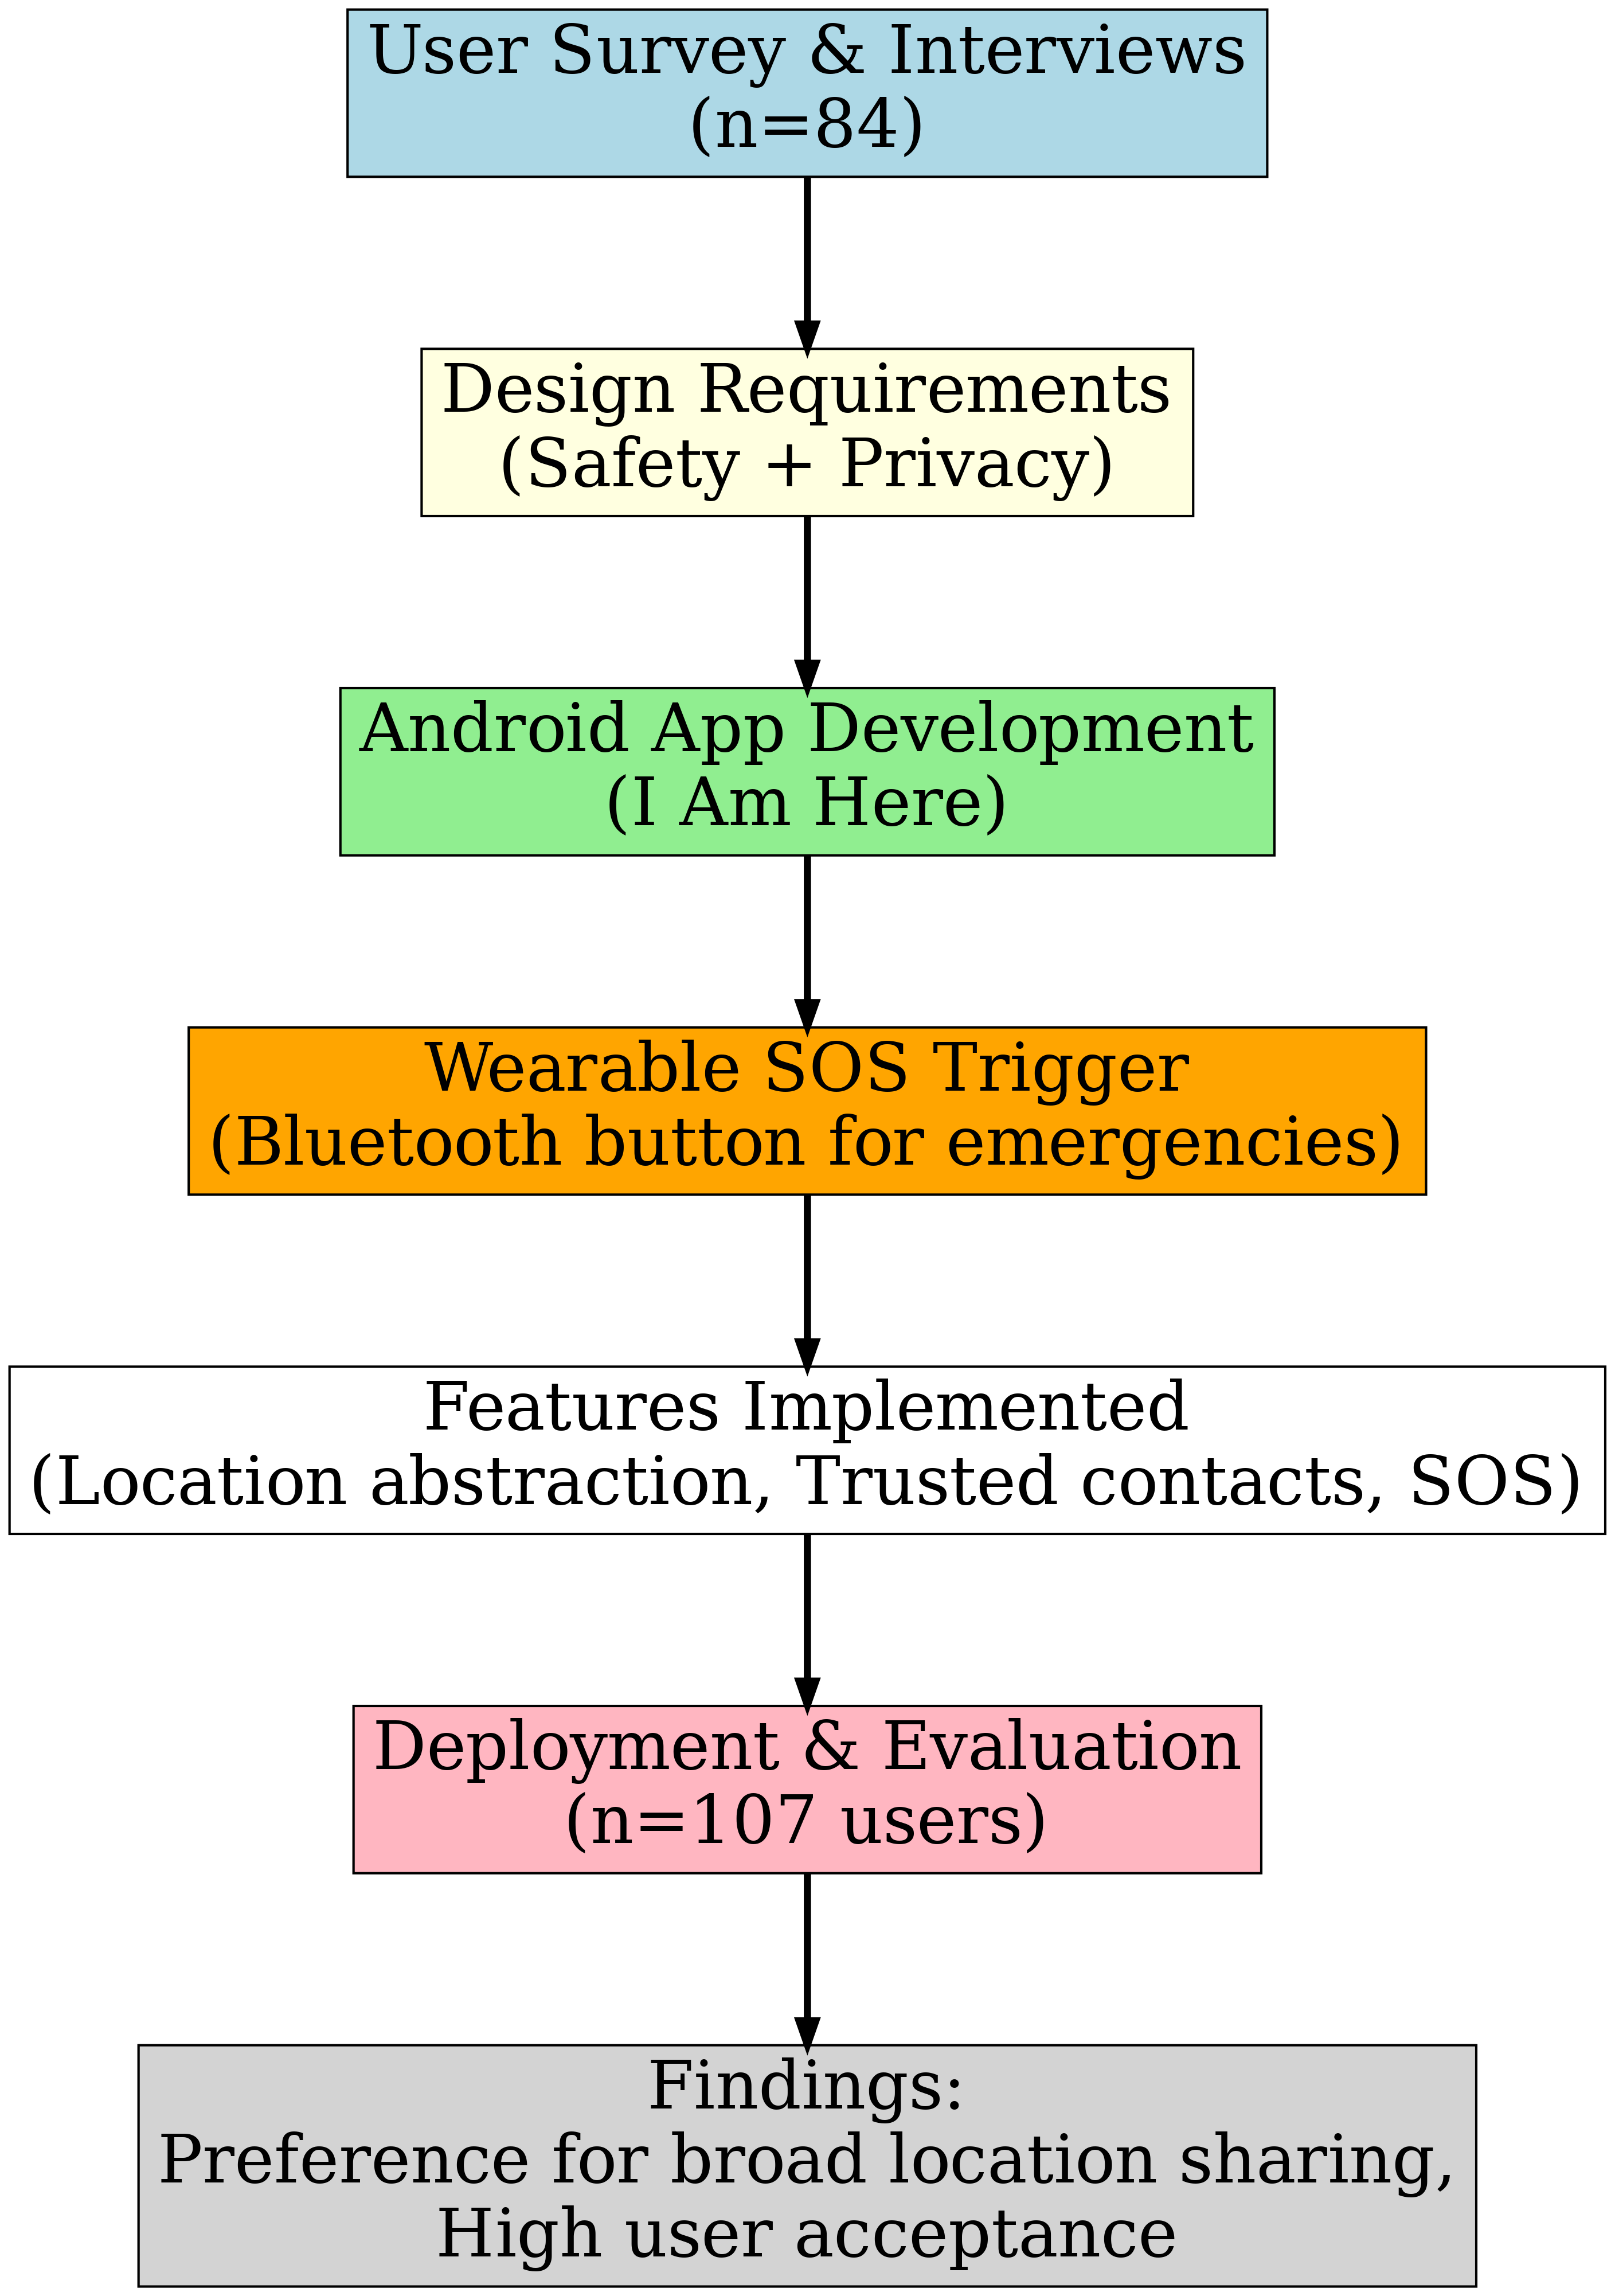 User Survey & Interviews
(n=84)
Design Requirements
(Safety + Privacy)
Android App Development
(I Am Here)
Wearable SOS Trigger
(Bluetooth button for emergencies)
Features Implemented
(Location abstraction, Trusted contacts, SOS)
Deployment & Evaluation
(n=107 users)
Findings:
Preference for broad location sharing,
High user acceptance